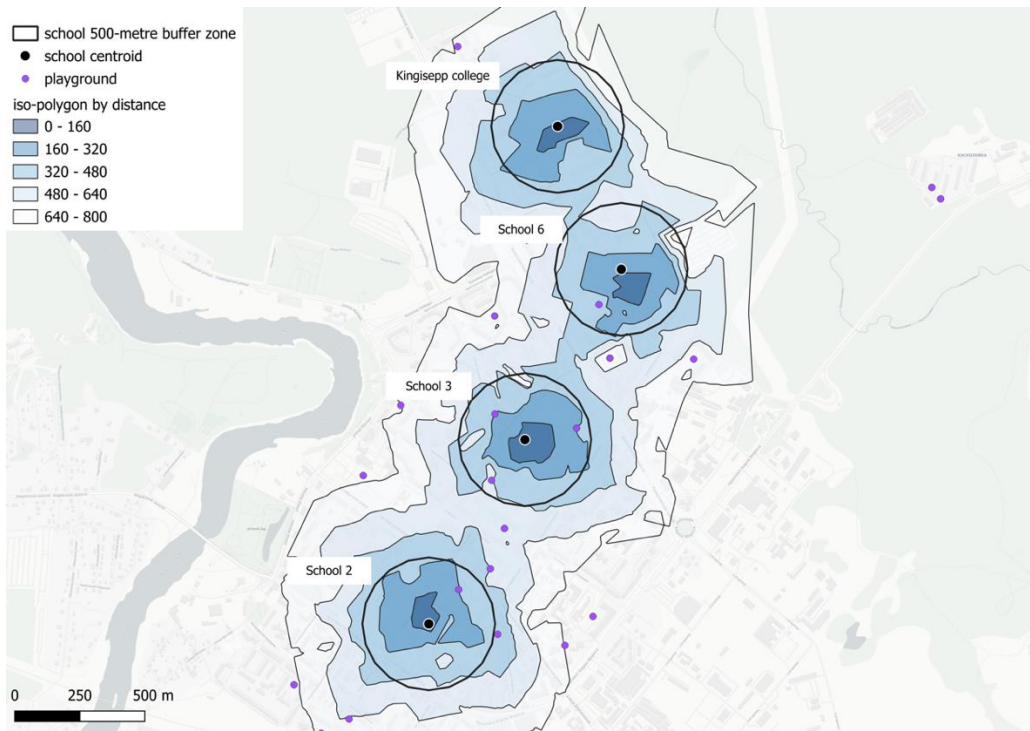 school 500-metre buffer zone
school centroid
playground
iso-polygon by distance
0 - 160
160 - 320
320 - 480
480 - 640
640 - 800
Kingisepp college
School 6
School 3
School 2
0 250 500 m